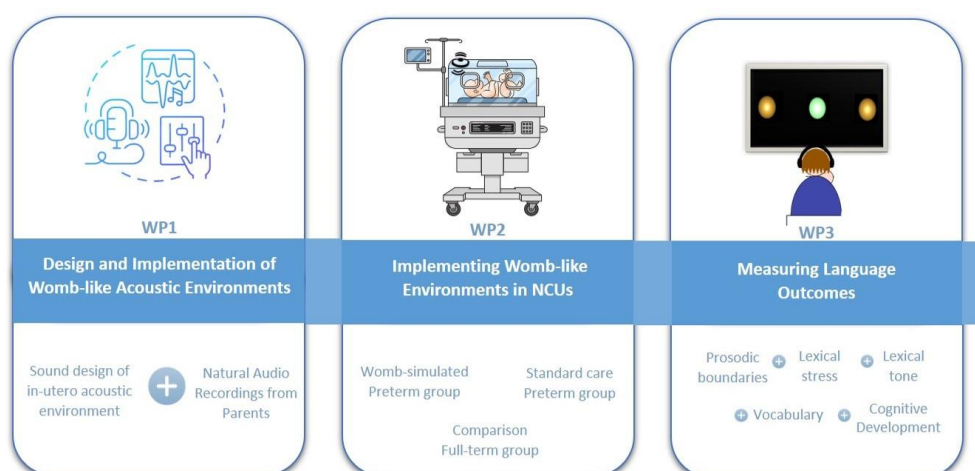 WP1
Design and Implementation of
Womb-like Acoustic Environments
Sound design of
in-utero acoustic
environment
Natural Audio
Recordings from
Parents
WP2
Implementing Womb-like
Environments in NCUs
Womb-simulated
Preterm group
Standard care
Preterm group
Comparison
Full-term group
WP3
Measuring Language
Outcomes
Prosodic
boundaries
Lexical
stress
Lexical
tone
Vocabulary
Cognitive
Development